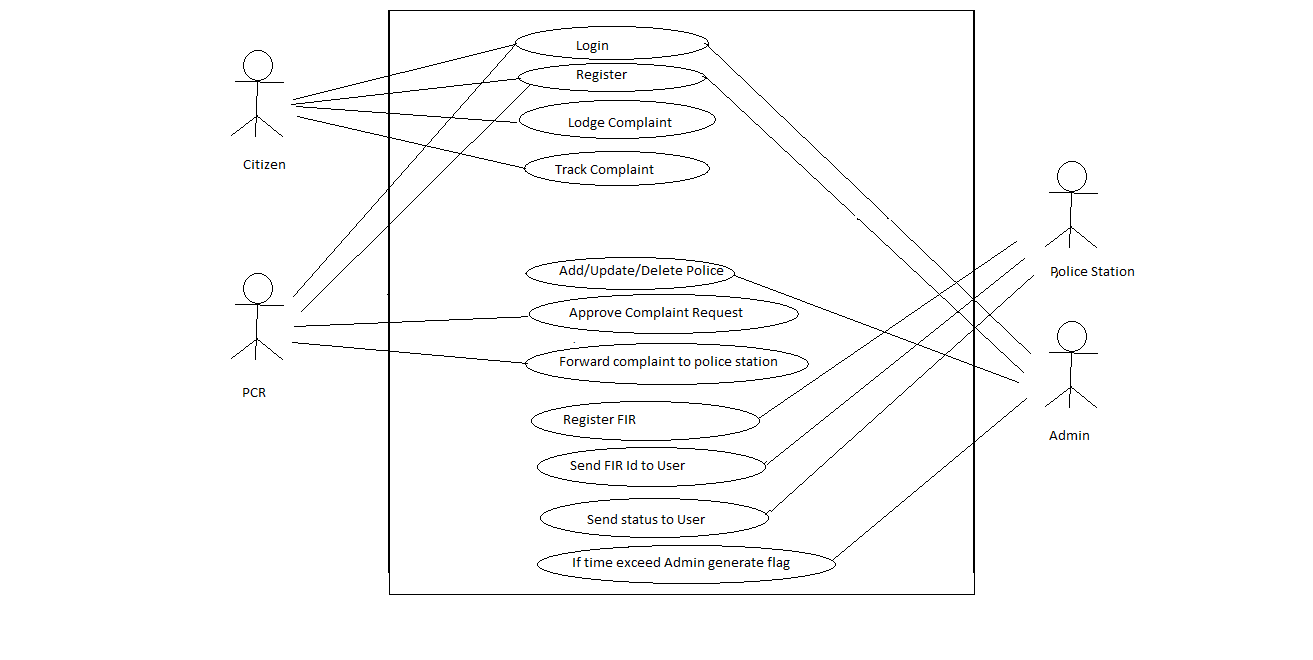 Login
Register
Lodge Complaint
Track Complaint
Citizen
Add/Update/Delete Police
Approve Complaint Request
Forward complaint to police station
PCR
Register FIR
Send FIR Id to User
Send status to User
If time exceed Admin generate flag
Police Station
Admin